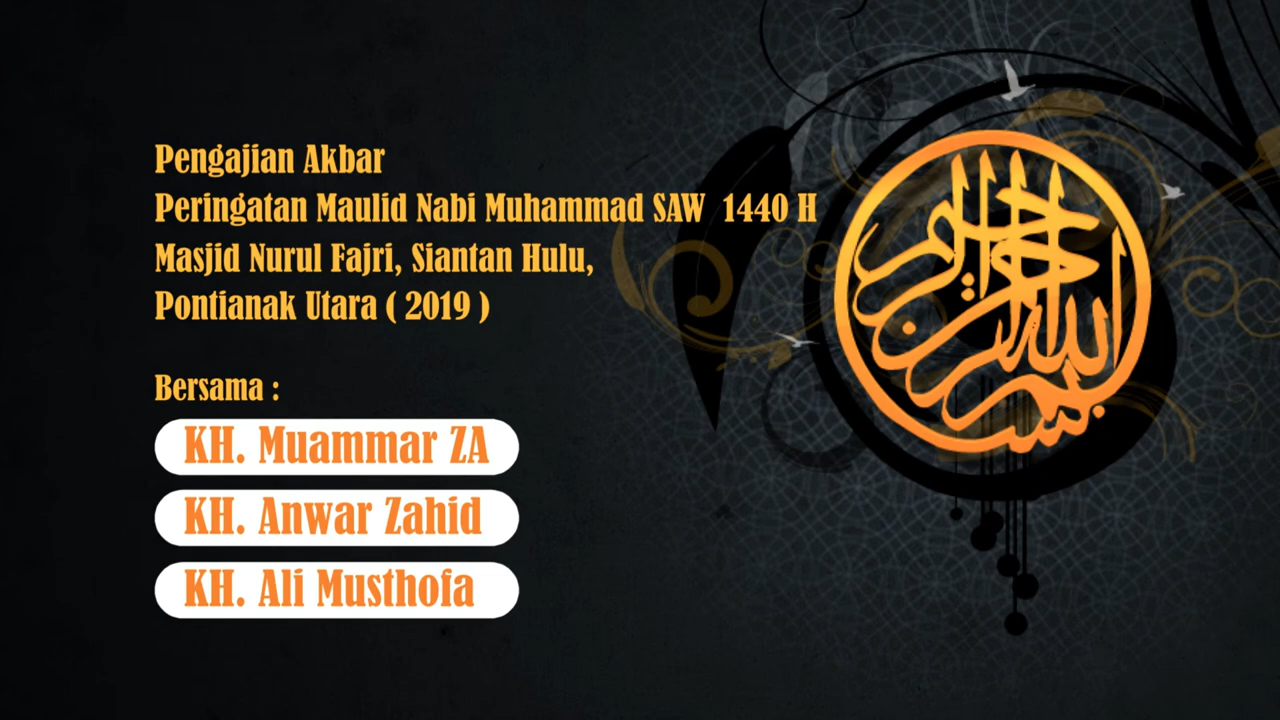 Pengajian Akbar
Peringatan Maulid Nabi Muhammad SAW 1440 H
Masjid Nurul Fajri, Siantan Hulu,
Pontianak Utara ( 2019 )
Bersama :
KH. Muammar ZA
KH. Anwar Zahid
KH. Ali Musthofa
بسم الله الرحمن الرحيم